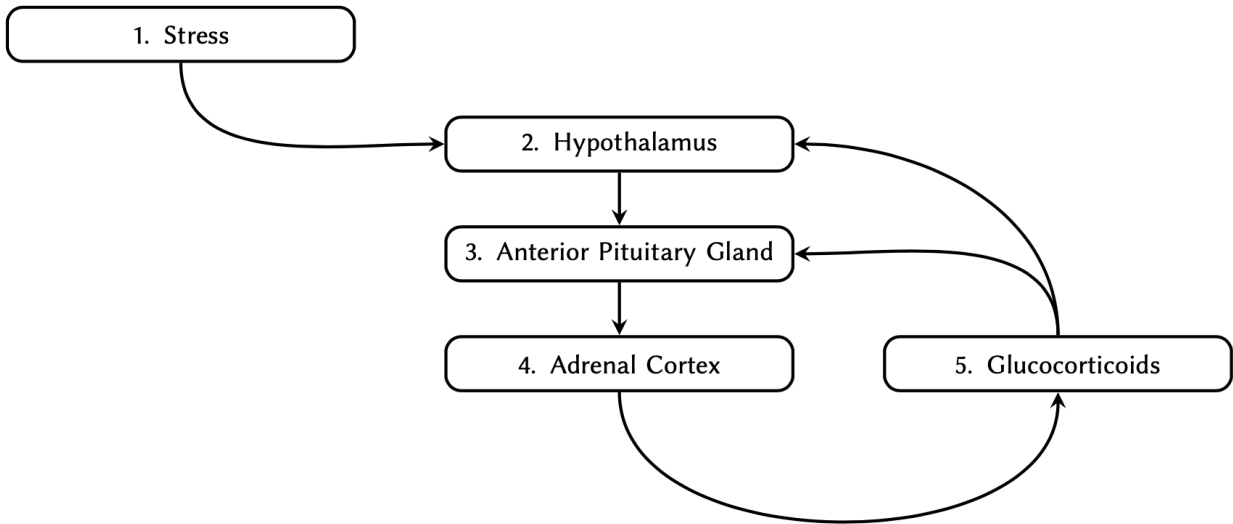 1. Stress
2. Hypothalamus
3. Anterior Pituitary Gland
4. Adrenal Cortex
5. Glucocorticoids